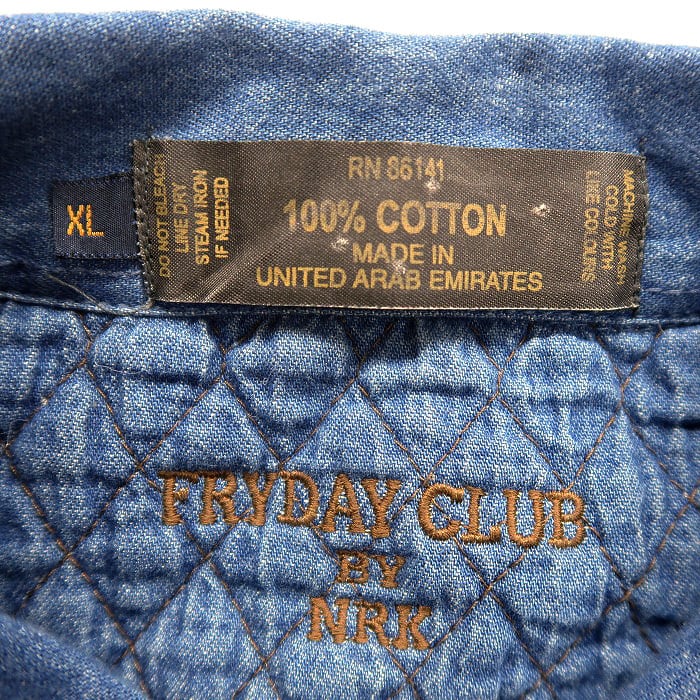 XL
DO NOT BLEACH
LINE DRY
STEAM IRON
IF NEEDED
RN 86141
100% COTTON
MADE IN
UNITED ARAB EMIRATES
MACHINE WASH
COLD WITH
LIKE COLOURS
FRYDAY CLUB
BY
NRK